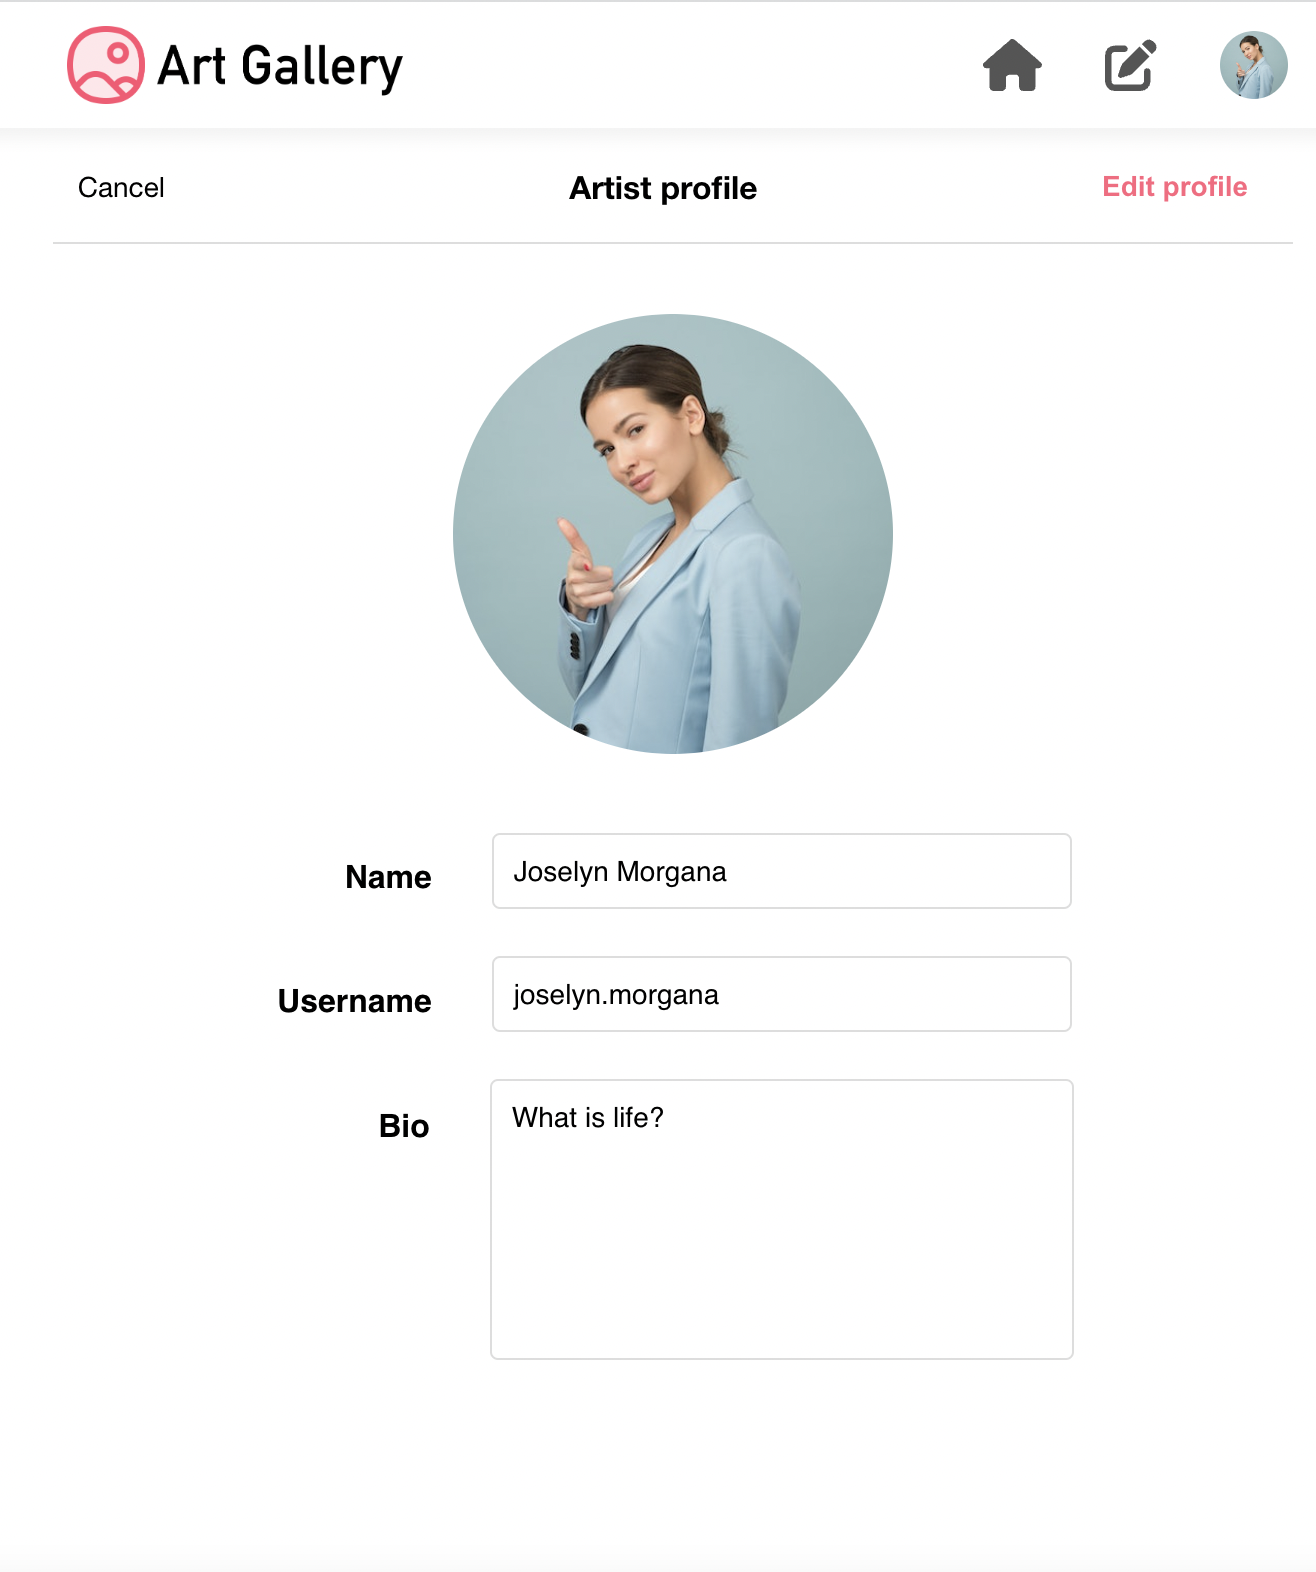 Art Gallery
Cancel
Artist profile
Edit profile
Name
Joselyn Morgana
Username
joselyn.morgana
Bio
What is life?